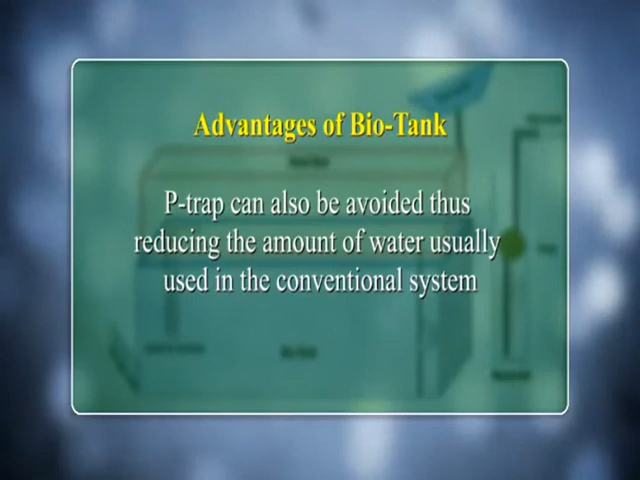 Advantages of Bio-Tank
P-trap can also be avoided thus
reducing the amount of water usually
used in the conventional system